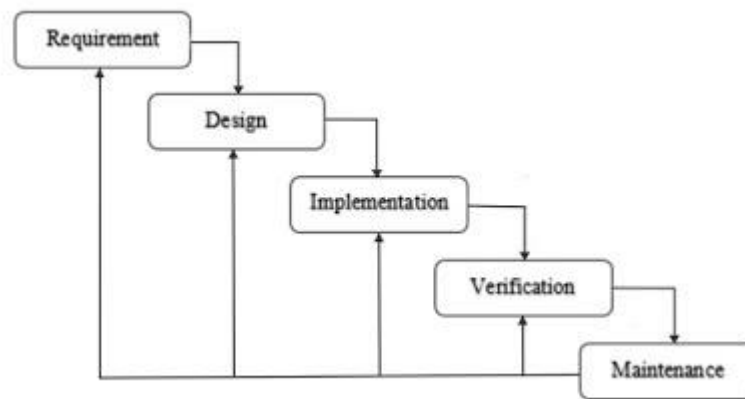 Requirement
Design
Implementation
Verification
Maintenance